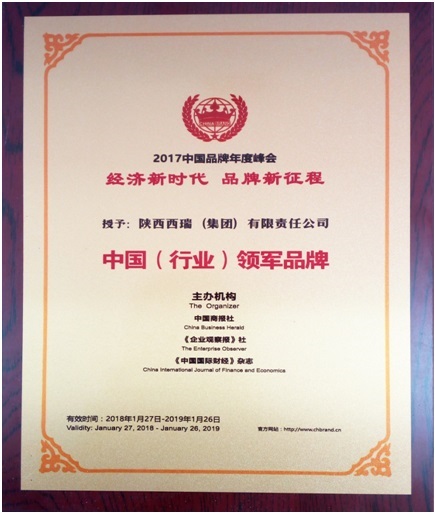 2017中国品牌年度峰会
经济新时代 品牌新征程
授予：陕西西瑞（集团）有限责任公司
中国（行业）领军品牌
主办机构
The Organizer
中国商报社
China Business Herald
《企业观察报》社
The Enterprise Observer
《中国国际财经》杂志
China International Journal of Finance and Economics
有效时间：2018年1月27日-2019年1月26日
Validity: January 27, 2018 - January 26, 2019
官方网站：http://www.chbrand.cn